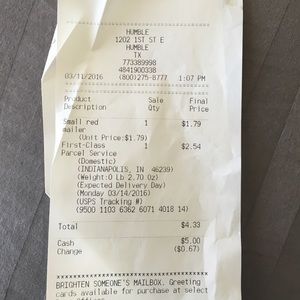 HUMBLE
1202 1ST ST E
HUMBLE
TX
773389998
4841900338
03/11/2016 (800)275-8777 1:07 PM
Product Sale Final
Description Qty Price
Small red 1 $1.79
mailer
(Unit Price:$1.79)
First-Class 1 $2.54
Parcel Service
(Domestic)
(INDIANAPOLIS, IN 46239)
(Weight:0 Lb 2.70 Oz)
(Expected Delivery Day)
(Monday 03/14/2016)
(USPS Tracking #)
(9500 1103 6362 6071 4018 14)
Total $4.33
Cash $5.00
Change ($0.67)
BRIGHTEN SOMEONE'S MAILBOX. Greeting
cards available for purchase at select